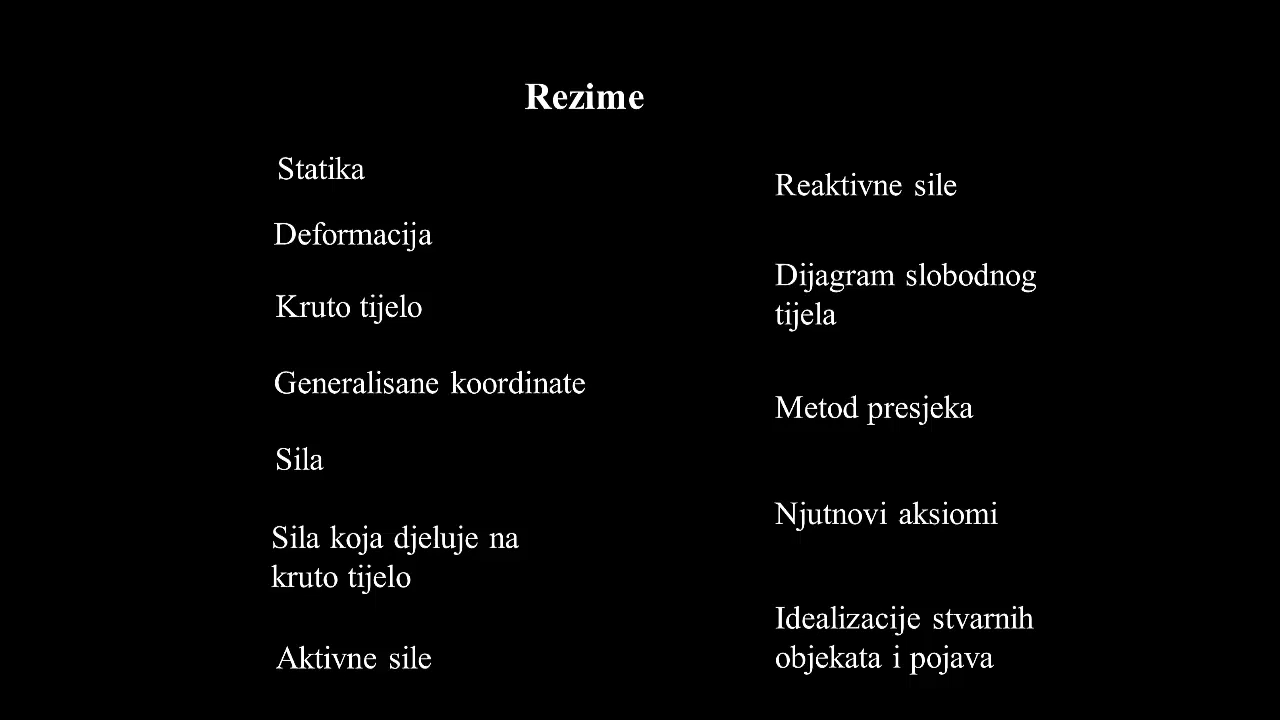 Rezime
Statika
Deformacija
Kruto tijelo
Generalisane koordinate
Sila
Sila koja djeluje na
kruto tijelo
Aktivne sile
Reaktivne sile
Dijagram slobodnog
tijela
Metod presjeka
Njutnovi aksiomi
Idealizacije stvarnih
objekata i pojava